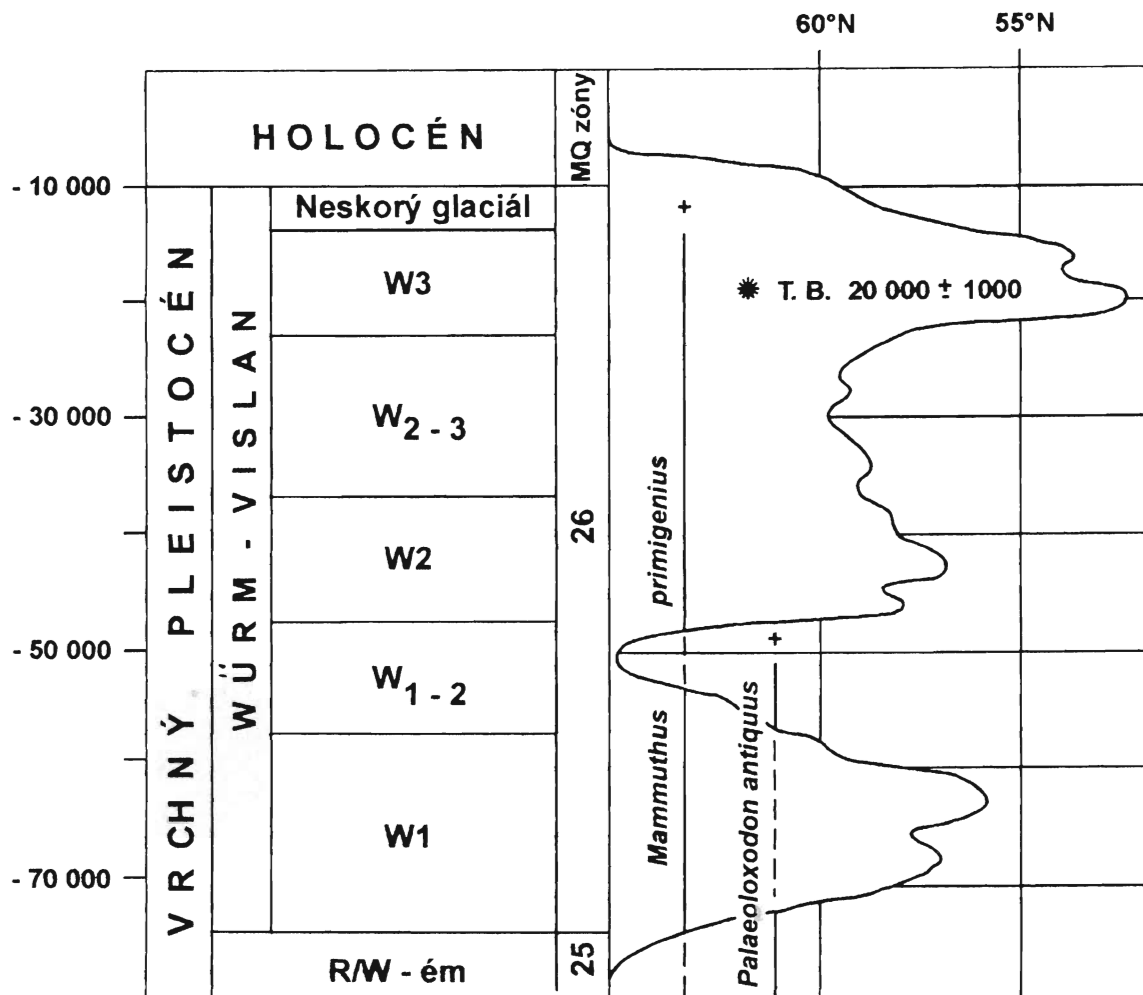 60°N 55°N
HOLOCÉN
MQ zóny
- 10 000
Neskorý glaciál
W3
T. B. 20 000 ± 1000
- 30 000
W2 - 3
W2
26
- 50 000
W1 - 2
W1
- 70 000
R/W - ém
25
VRCHNÝ PLEISTOCÉN
WŰRM - VISLAN
Mammuthus primigenius
Palaeoloxodon antiquus